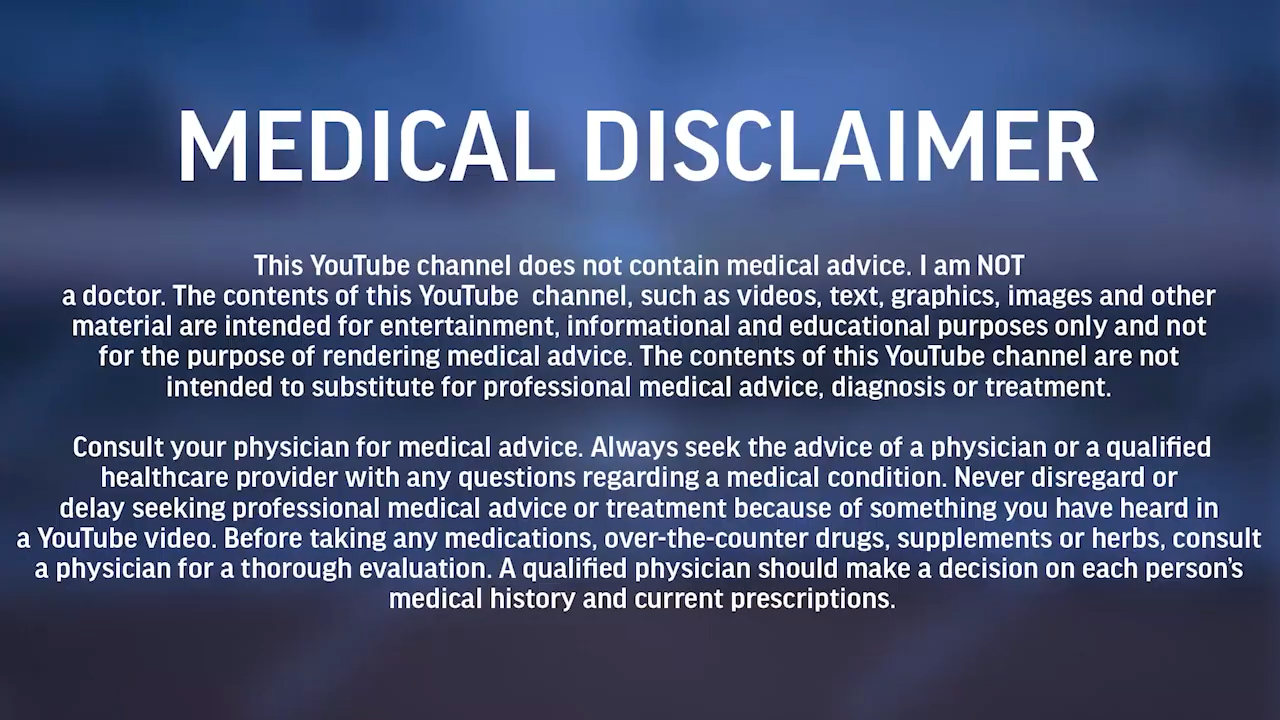 MEDICAL DISCLAIMER
This YouTube channel does not contain medical advice. I am NOT
a doctor. The contents of this YouTube  channel, such as videos, text, graphics, images and other
material are intended for entertainment, informational and educational purposes only and not
for the purpose of rendering medical advice. The contents of this YouTube channel are not
intended to substitute for professional medical advice, diagnosis or treatment.
Consult your physician for medical advice. Always seek the advice of a physician or a qualified
healthcare provider with any questions regarding a medical condition. Never disregard or
delay seeking professional medical advice or treatment because of something you have heard in
a YouTube video. Before taking any medications, over-the-counter drugs, supplements or herbs, consult
a physician for a thorough evaluation. A qualified physician should make a decision on each person's
medical history and current prescriptions.